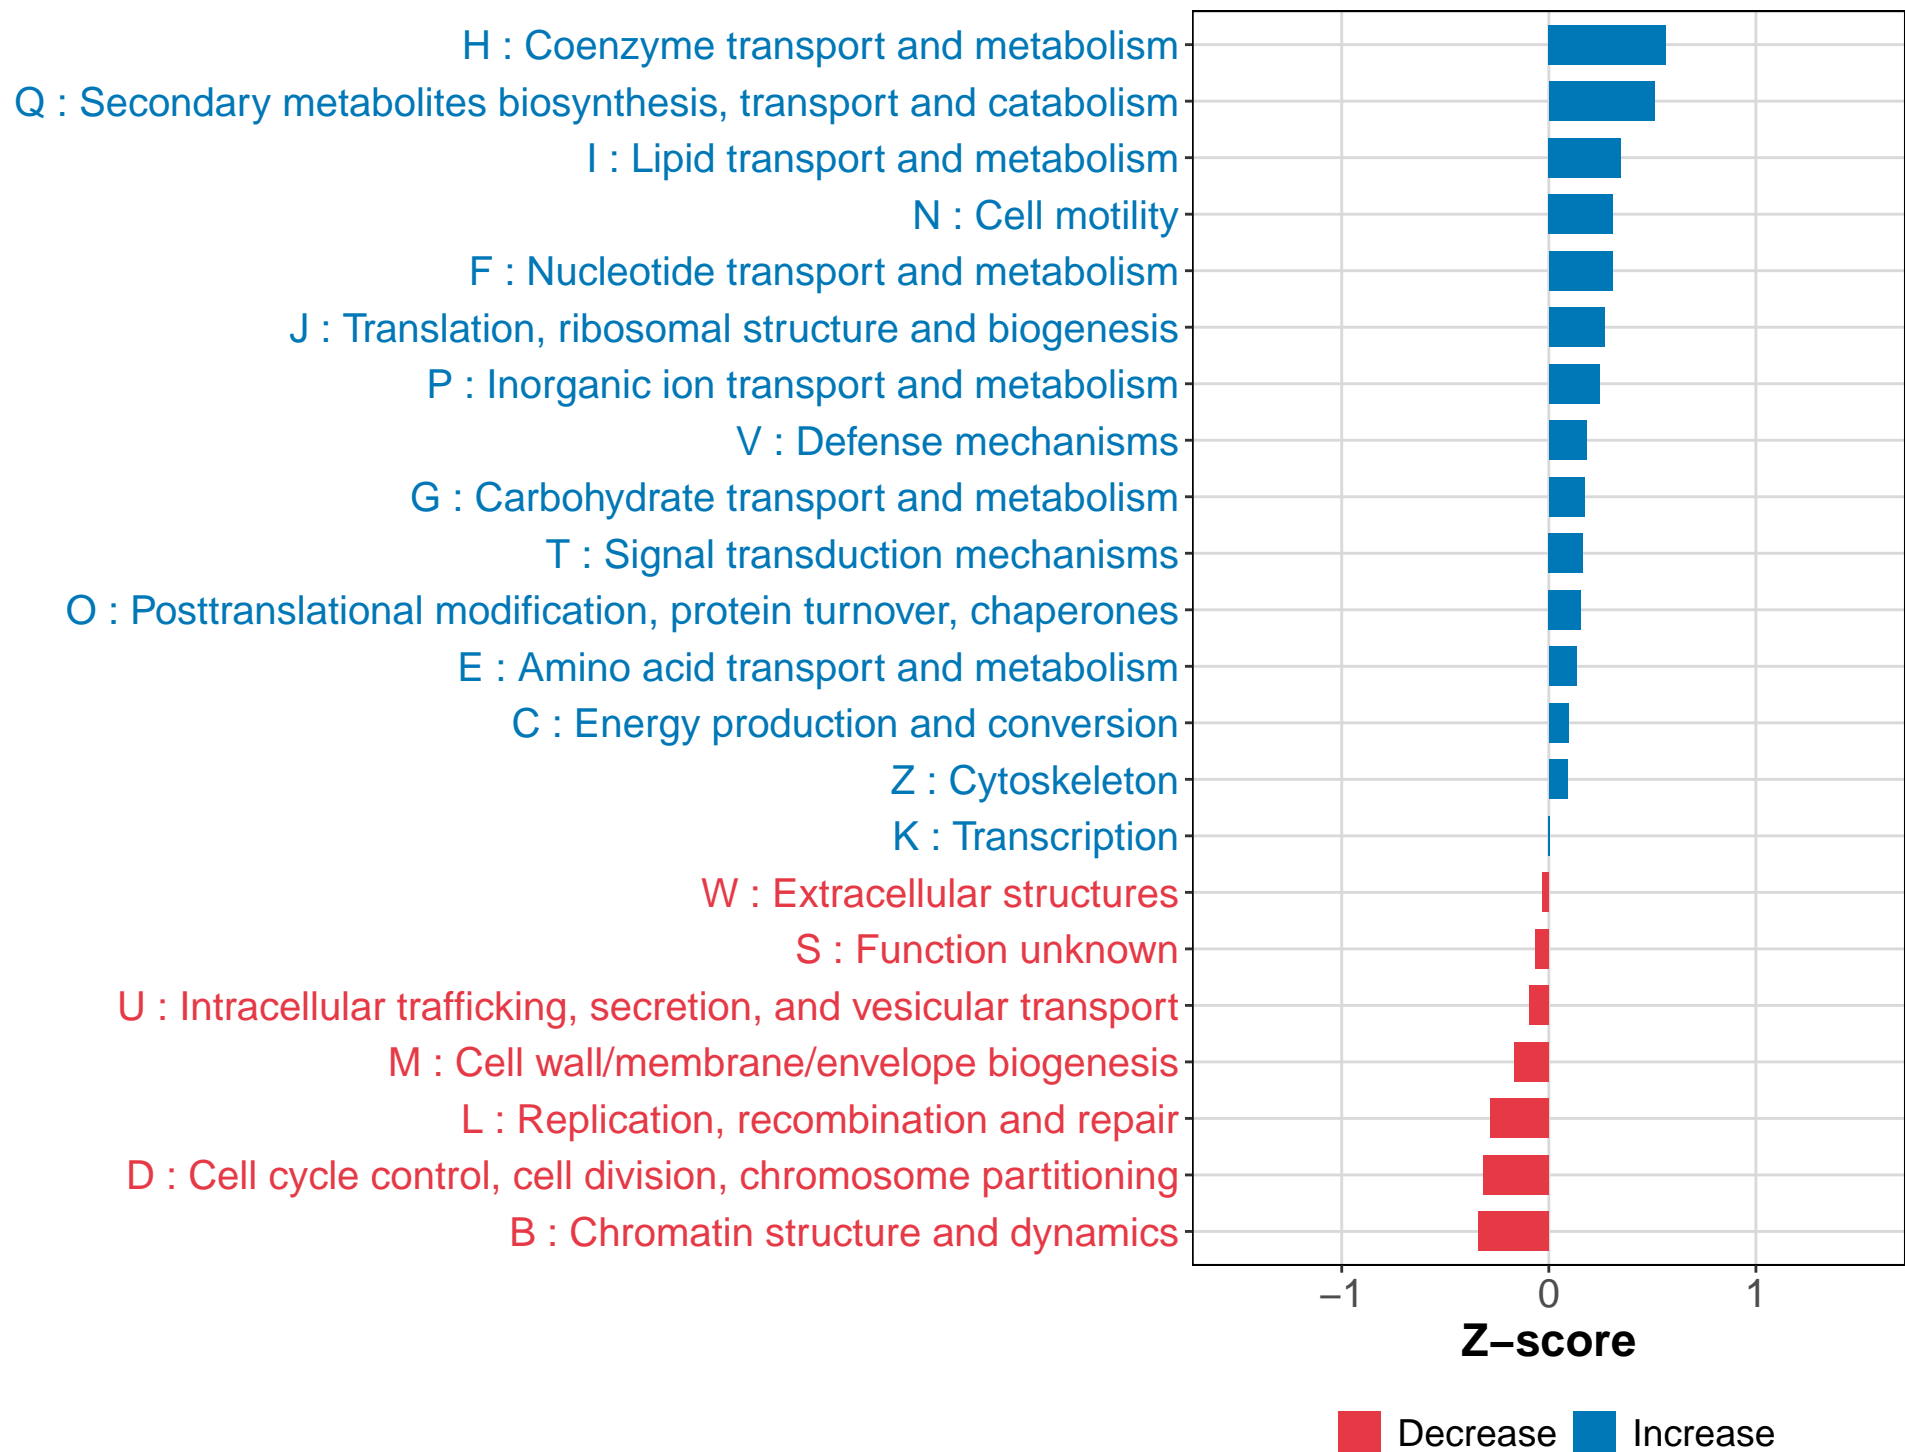 H : Coenzyme transport and metabolism
Q : Secondary metabolites biosynthesis, transport and catabolism
I : Lipid transport and metabolism
N : Cell motility
F : Nucleotide transport and metabolism
J : Translation, ribosomal structure and biogenesis
P : Inorganic ion transport and metabolism
V : Defense mechanisms
G : Carbohydrate transport and metabolism
T : Signal transduction mechanisms
O : Posttranslational modification, protein turnover, chaperones
E : Amino acid transport and metabolism
C : Energy production and conversion
Z : Cytoskeleton
K : Transcription
W : Extracellular structures
S : Function unknown
U : Intracellular trafficking, secretion, and vesicular transport
M : Cell wall/membrane/envelope biogenesis
L : Replication, recombination and repair
D : Cell cycle control, cell division, chromosome partitioning
B : Chromatin structure and dynamics
−1 0 1
Z−score
Decrease Increase